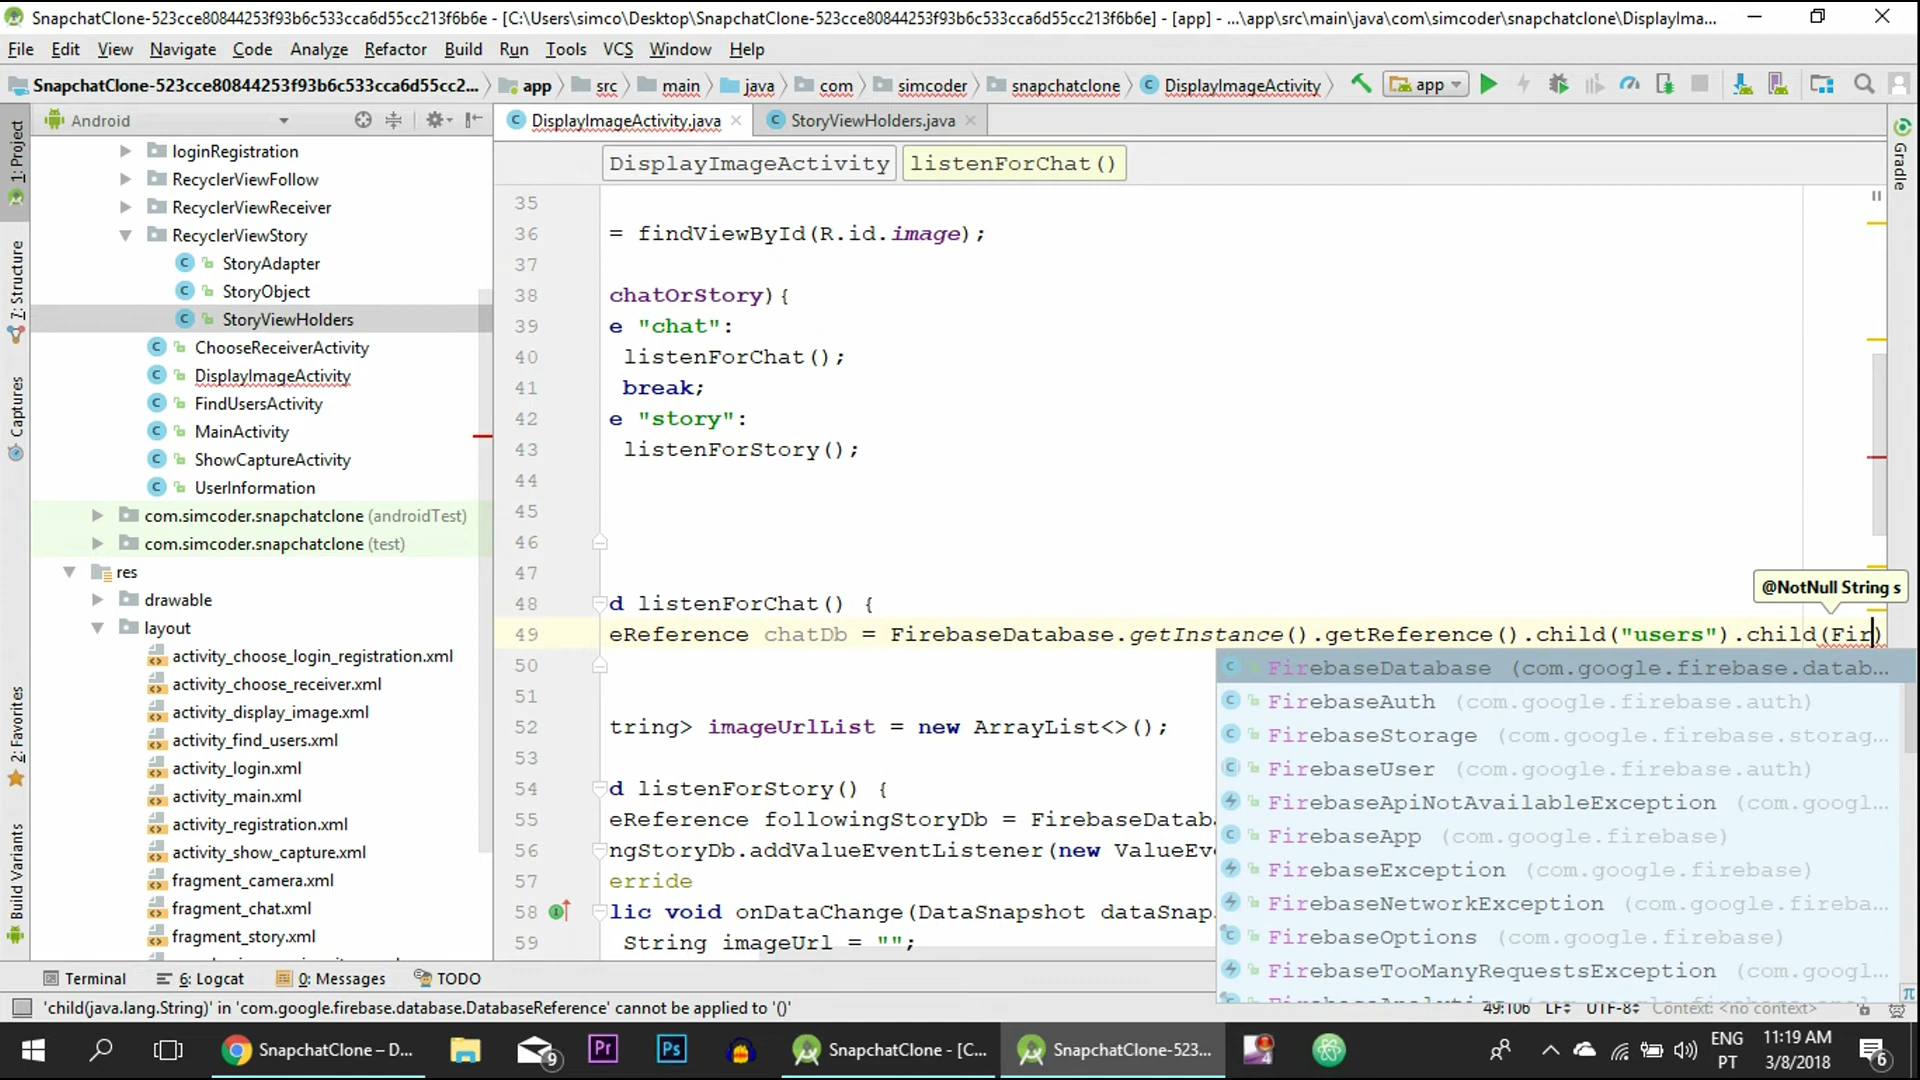 SnapchatClone-523cce80844253f93b6c533cca6d55cc213f6b6e - [C:\Users\simco\Desktop\SnapchatClone-523cce80844253f93b6c533cca6d55cc213f6b6e] - [app] - ...\app\src\main\java\com\simcoder\snapchatclone\DisplayIma...
File Edit View Navigate Code Analyze Refactor Build Run Tools VCS Window Help
SnapchatClone-523cce80844253f93b6c533cca6d55cc2... app src main java com simcoder snapchatclone DisplayImageActivity app
Android
DisplayImageActivity.java StoryViewHolders.java
DisplayImageActivity listenForChat()
1: Project
7: Structure
Captures
2: Favorites
Build Variants
Gradle
loginRegistration
RecyclerViewFollow
RecyclerViewReceiver
RecyclerViewStory
StoryAdapter
StoryObject
StoryViewHolders
ChooseReceiverActivity
DisplayImageActivity
FindUsersActivity
MainActivity
ShowCaptureActivity
UserInformation
com.simcoder.snapchatclone (androidTest)
com.simcoder.snapchatclone (test)
res
drawable
layout
activity_choose_login_registration.xml
activity_choose_receiver.xml
activity_display_image.xml
activity_find_users.xml
activity_login.xml
activity_main.xml
activity_registration.xml
activity_show_capture.xml
fragment_camera.xml
fragment_chat.xml
fragment_story.xml
35
36 = findViewById(R.id.image);
37
38 chatOrStory){
39 e "chat":
40 listenForChat();
41 break;
42 e "story":
43 listenForStory();
44
45
46
47
@NotNull String s
48 d listenForChat() {
49 eReference chatDb = FirebaseDatabase.getInstance().getReference().child("users").child(Fir)
50
51
52 tring> imageUrlList = new ArrayList<>();
53
54 d listenForStory() {
55 eReference followingStoryDb = FirebaseDatab
56 ngStoryDb.addValueEventListener(new ValueEv
57 erride
58 lic void onDataChange(DataSnapshot dataSnap
59 String imageUrl = "";
FirebaseDatabase (com.google.firebase.datab...
FirebaseAuth (com.google.firebase.auth)
FirebaseStorage (com.google.firebase.storag...
FirebaseUser (com.google.firebase.auth)
FirebaseApiNotAvailableException (com.googl...
FirebaseApp (com.google.firebase)
FirebaseException (com.google.firebase)
FirebaseNetworkException (com.google.fireba...
FirebaseOptions (com.google.firebase)
FirebaseTooManyRequestsException (com.googl...
Terminal 6: Logcat 0: Messages TODO
'child(java.lang.String)' in 'com.google.firebase.database.DatabaseReference' cannot be applied to '()' 49:106 LF UTF-8 Context: <no context>
SnapchatClone – D... 9 Pr Ps SnapchatClone - [C... SnapchatClone-523... 4 ENG 11:19 AM
PT 3/8/2018 6